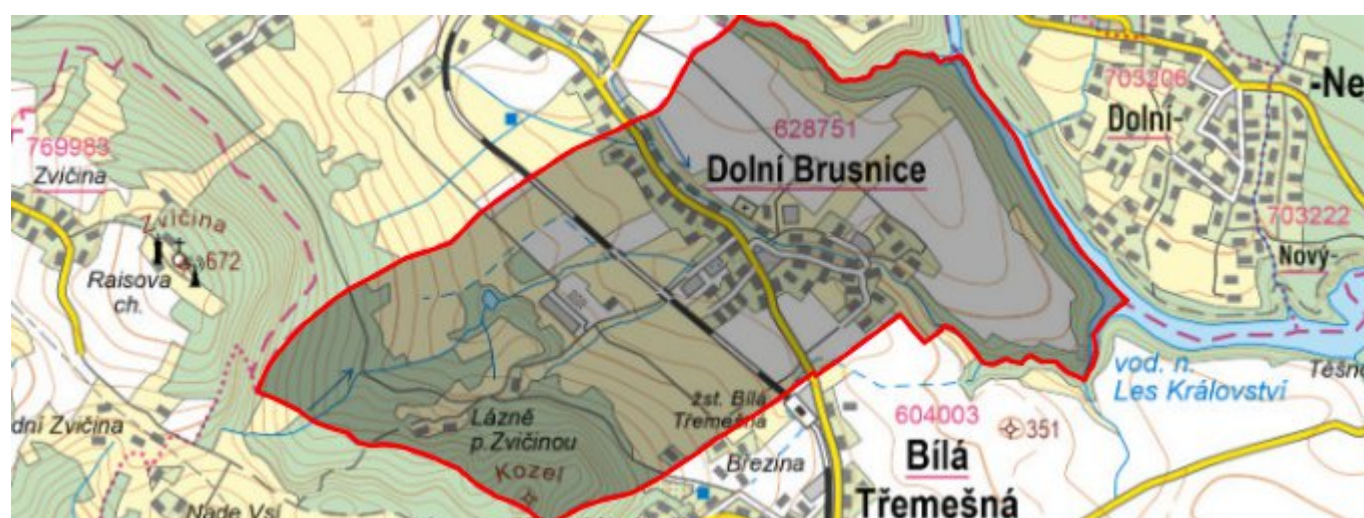 769983
Zvičina
Zvičina
672
Raisova
ch.
dní Zvičina
Nade Vsí
628751
Dolní Brusnice
Lázně
p.Zvičinou
Kozel
žst. Bílá
Třemešná
Březina
604003
351
Bílá
Třemešná
703206
Dolní-
-Ne
703222
Nový-
vod. n.
Les Království
Těšno